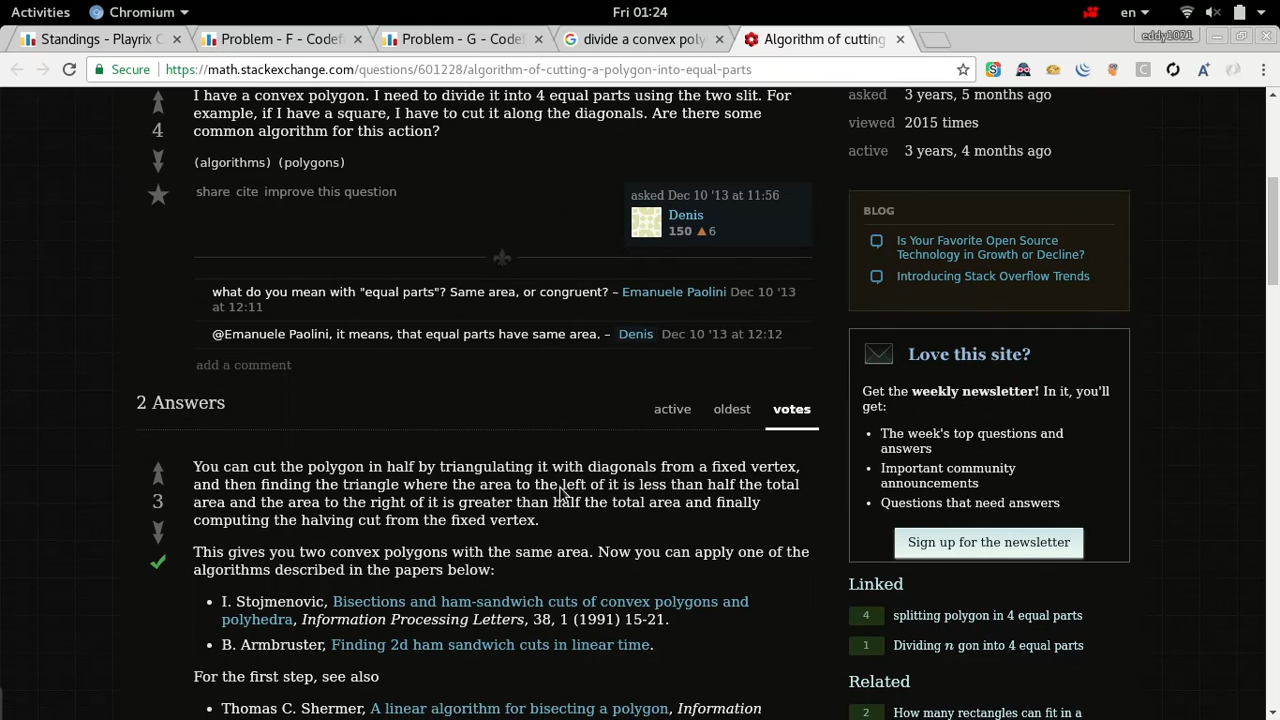 Activities Chromium Fri 01:24 en
Standings - Playrix C Problem - F - Codef Problem - G - Codef divide a convex poly Algorithm of cutting eddy1021
Secure https://math.stackexchange.com/questions/601228/algorithm-of-cutting-a-polygon-into-equal-parts
I have a convex polygon. I need to divide it into 4 equal parts using the two slit. For
example, if I have a square, I have to cut it along the diagonals. Are there some
common algorithm for this action?
4
(algorithms) (polygons)
share cite improve this question
asked Dec 10 '13 at 11:56
Denis
150 ▲6
what do you mean with "equal parts"? Same area, or congruent? – Emanuele Paolini Dec 10 '13
at 12:11
@Emanuele Paolini, it means, that equal parts have same area. – Denis Dec 10 '13 at 12:12
add a comment
2 Answers
active oldest votes
You can cut the polygon in half by triangulating it with diagonals from a fixed vertex,
and then finding the triangle where the area to the left of it is less than half the total
area and the area to the right of it is greater than half the total area and finally
computing the halving cut from the fixed vertex.
3
This gives you two convex polygons with the same area. Now you can apply one of the
algorithms described in the papers below:
• I. Stojmenovic, Bisections and ham-sandwich cuts of convex polygons and
polyhedra, Information Processing Letters, 38, 1 (1991) 15-21.
• B. Armbruster, Finding 2d ham sandwich cuts in linear time.
For the first step, see also
• Thomas C. Shermer, A linear algorithm for bisecting a polygon, Information
asked 3 years, 5 months ago
viewed 2015 times
active 3 years, 4 months ago
BLOG
Is Your Favorite Open Source
Technology in Growth or Decline?
Introducing Stack Overflow Trends
Love this site?
Get the weekly newsletter! In it, you'll
get:
• The week's top questions and
answers
• Important community
announcements
• Questions that need answers
Sign up for the newsletter
Linked
4 splitting polygon in 4 equal parts
1 Dividing n gon into 4 equal parts
Related
2 How many rectangles can fit in a